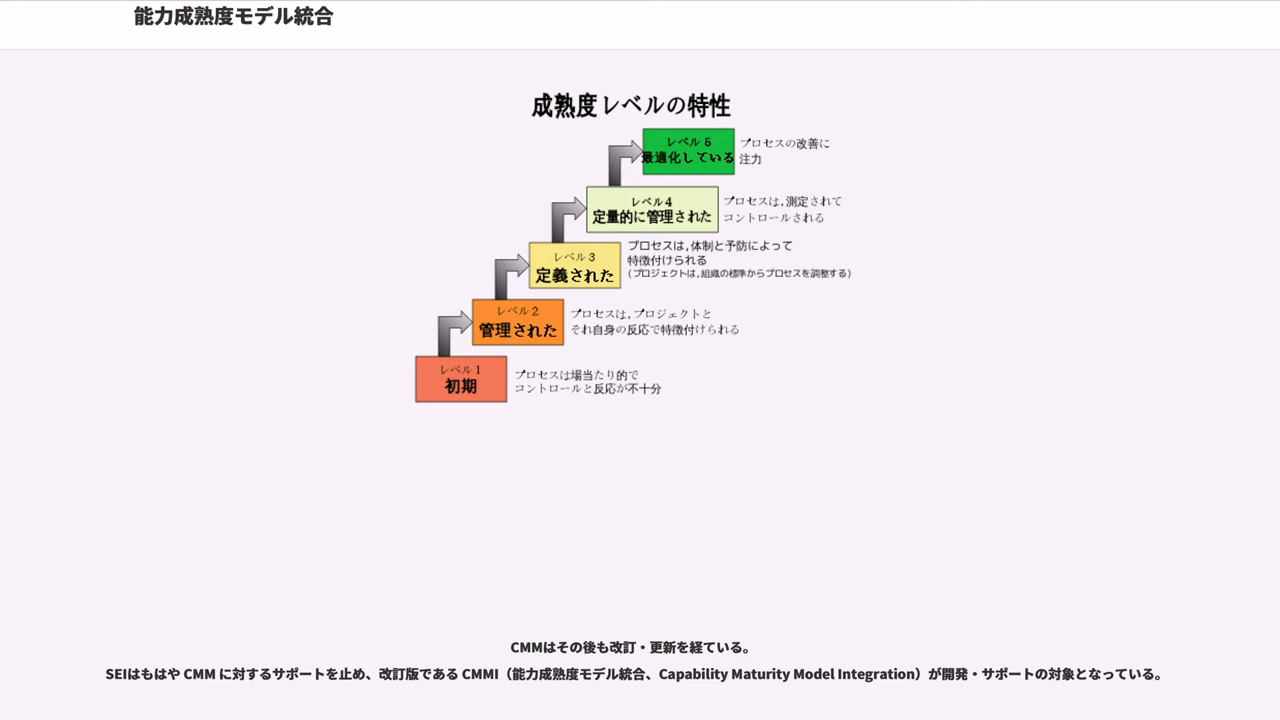 能力成熟度モデル統合
成熟度レベルの特性
レベル 5
最適化している
プロセスの改善に
注力
レベル4
定量的に管理された
プロセスは,測定されて
コントロールされる
レベル 3
定義された
プロセスは,体制と予防によって
特徴付けられる
(プロジェクトは,組織の標準からプロセスを調整する)
レベル 2
管理された
プロセスは,プロジェクトと
それ自身の反応で特徴付けられる
レベル 1
初期
プロセスは場当たり的で
コントロールと反応が不十分
CMMはその後も改訂・更新を経ている。
SEIはもはや CMM に対するサポートを止め、改訂版である CMMI（能力成熟度モデル統合、Capability Maturity Model Integration）が開発・サポートの対象となっている。